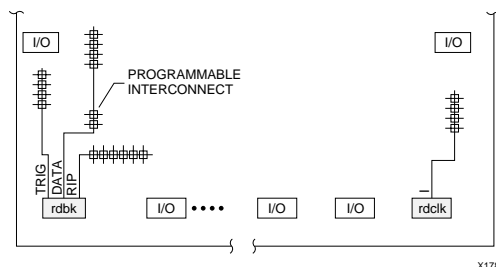 I/O
I/O
PROGRAMMABLE
INTERCONNECT
TRIG
DATA
RIP
I
rdbk
I/O
I/O
I/O
rdclk